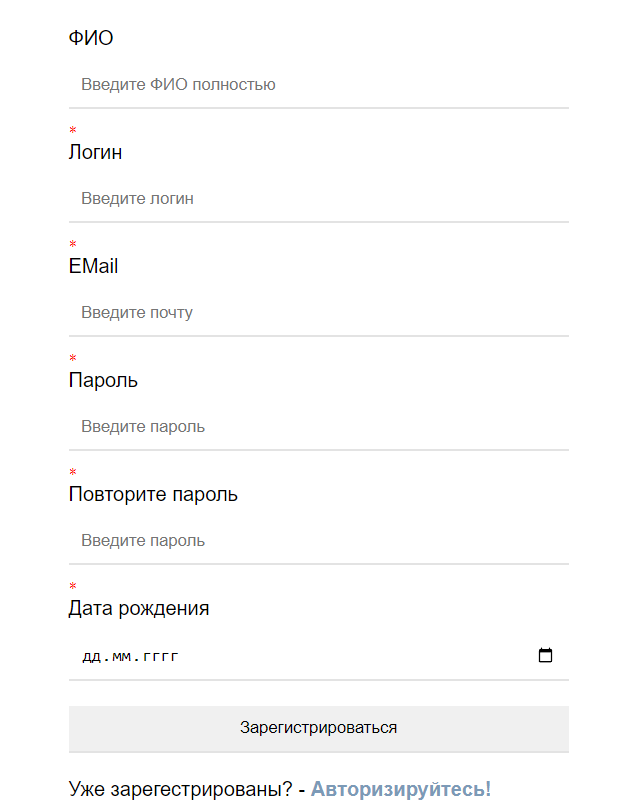 ФИО
Введите ФИО полностью
*
Логин
Введите логин
*
EMail
Введите почту
*
Пароль
Введите пароль
*
Повторите пароль
Введите пароль
*
Дата рождения
дд.мм.гггг
Зарегистрироваться
Уже зарегестрированы? - Авторизируйтесь!